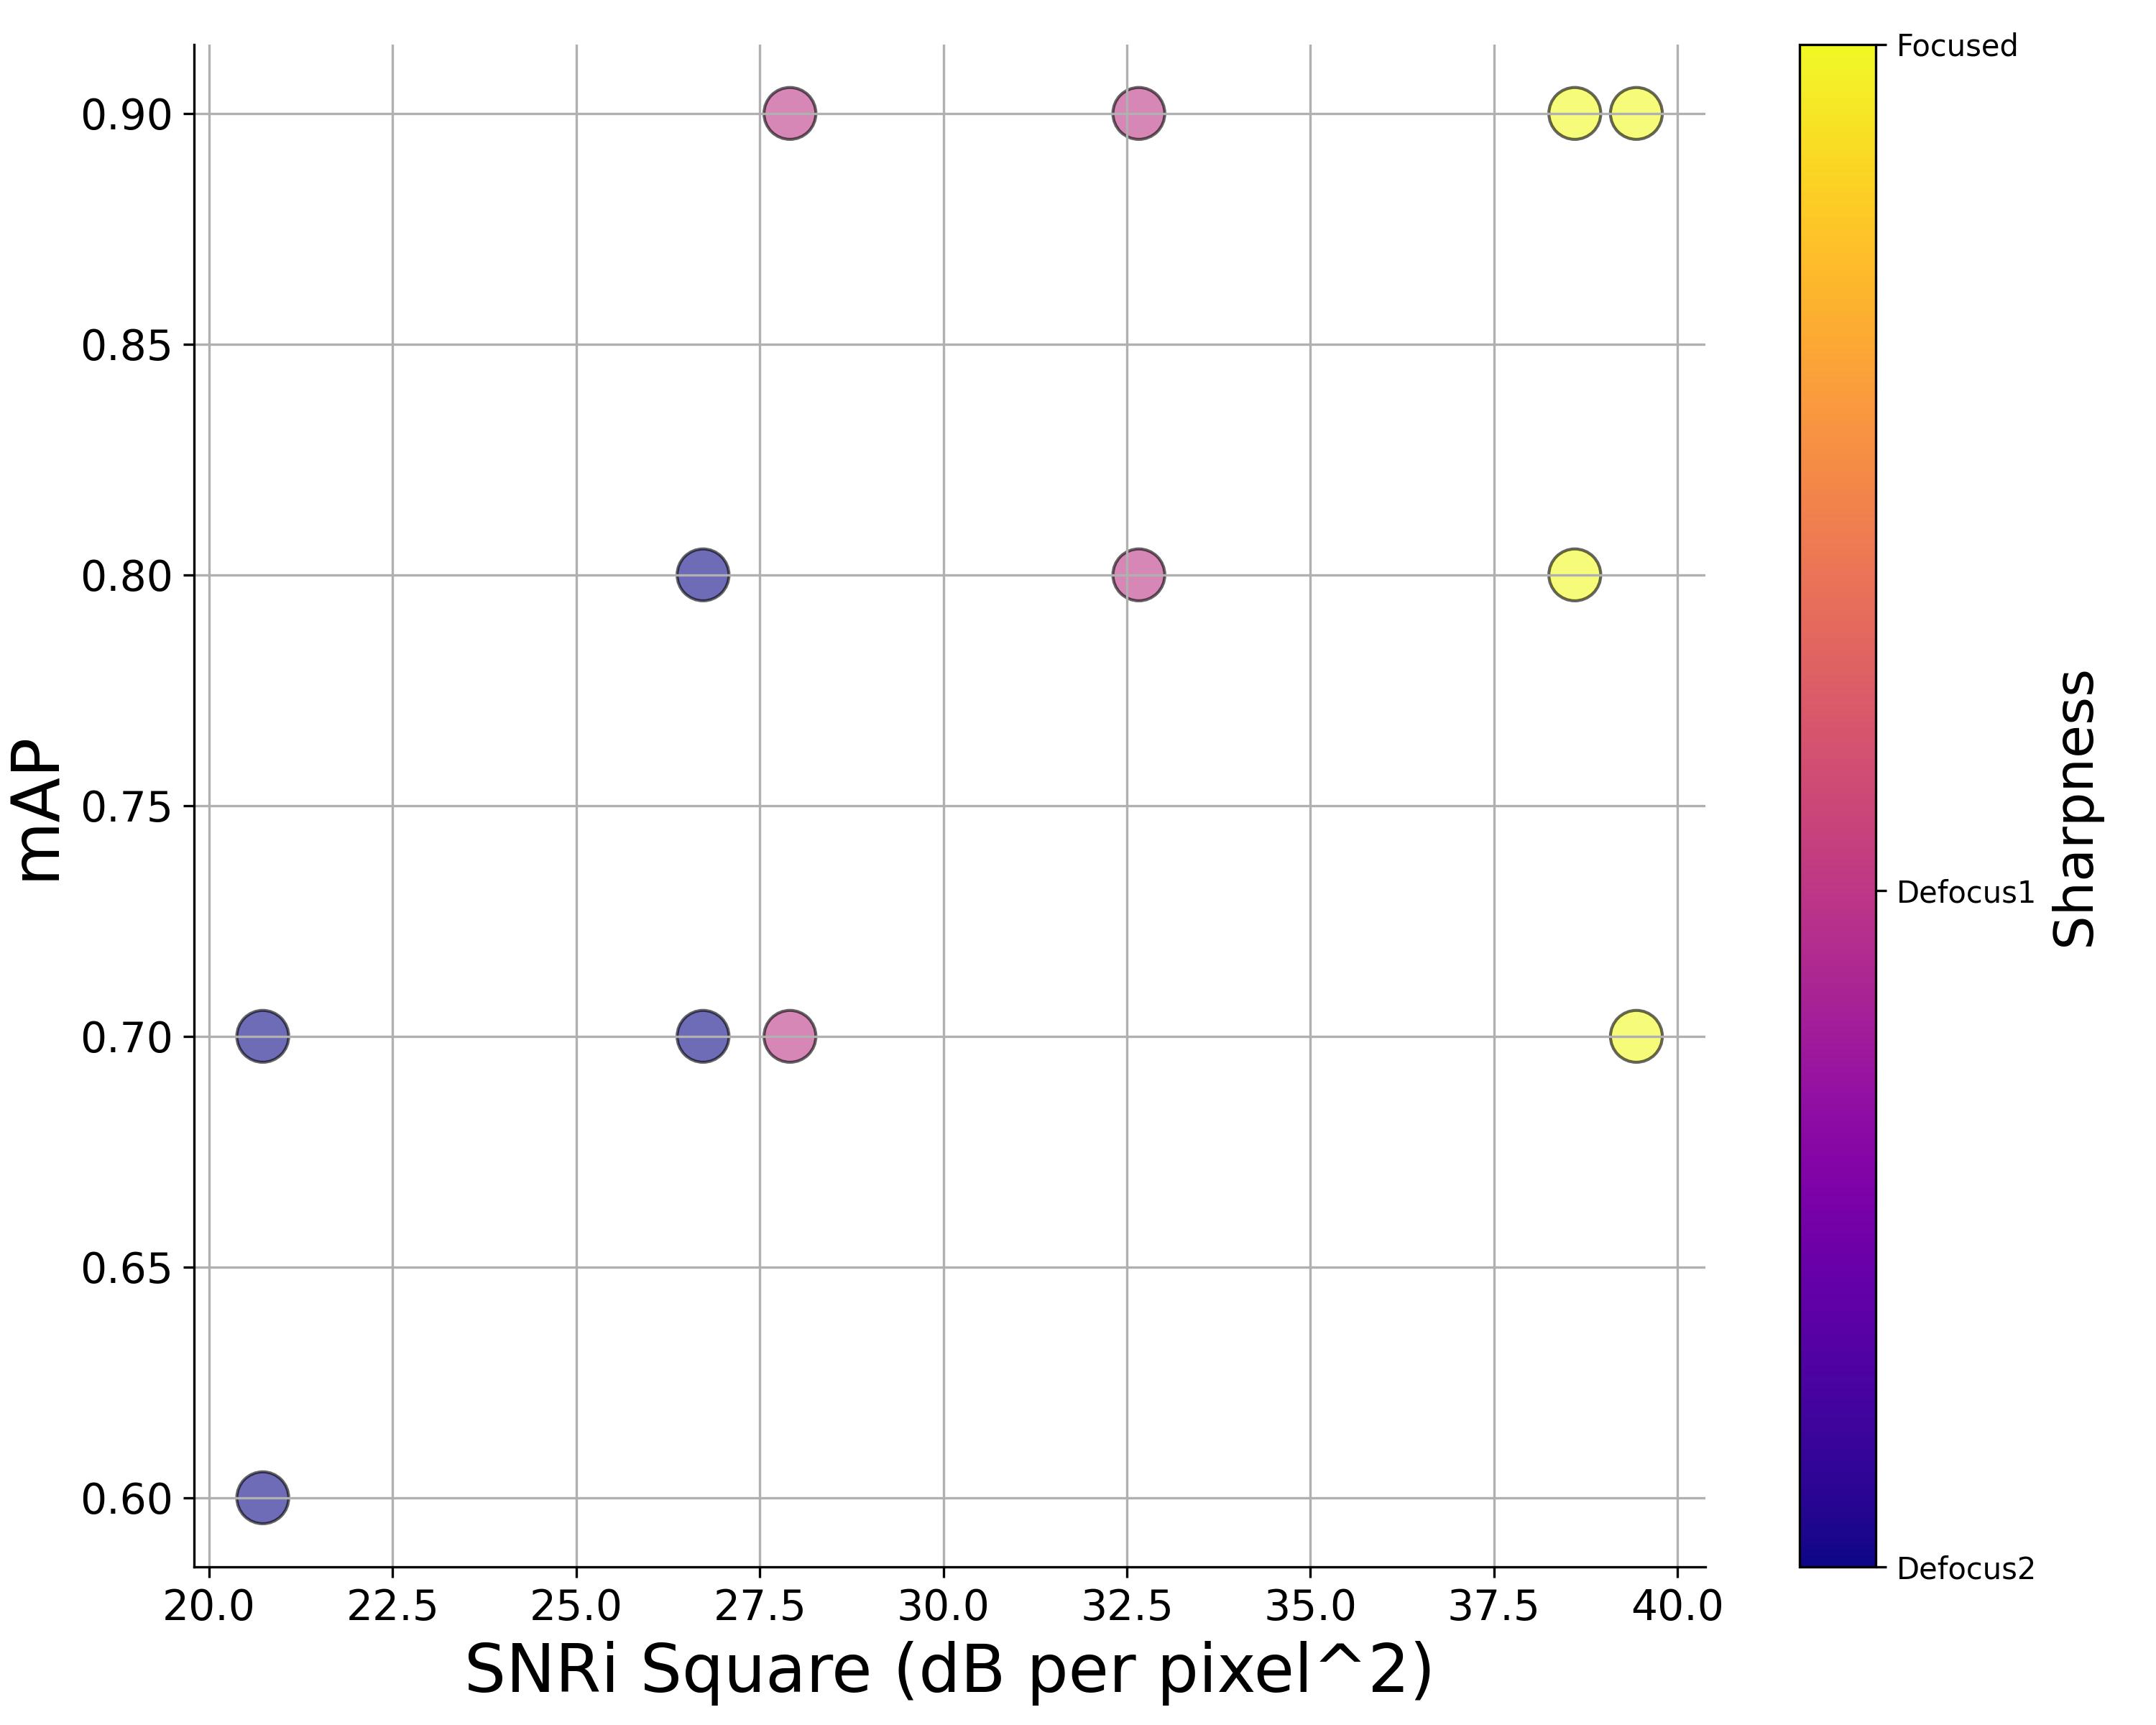 0.90
0.85
0.80
0.75
0.70
0.65
0.60
mAP
20.0 22.5 25.0 27.5 30.0 32.5 35.0 37.5 40.0
SNRi Square (dB per pixel^2)
Focused
Defocus1
Defocus2
Sharpness